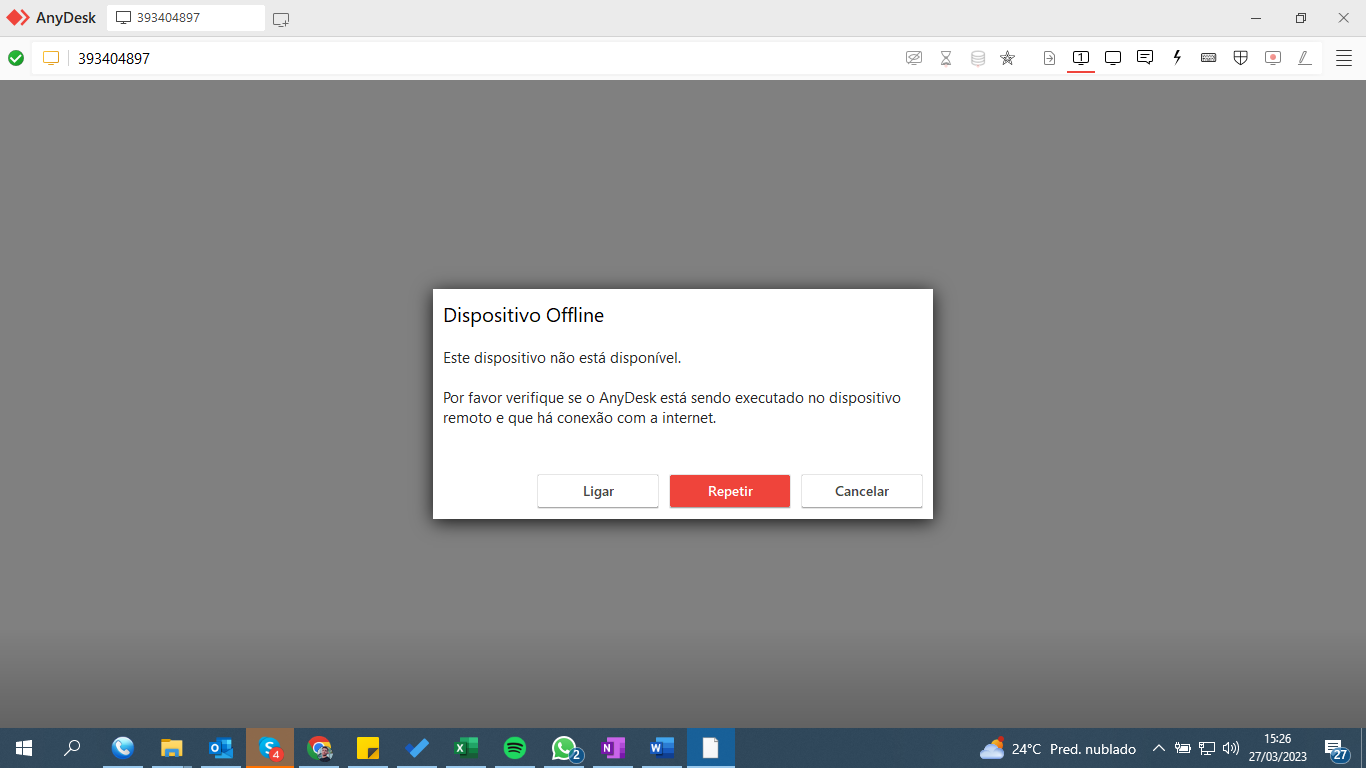 AnyDesk
393404897
393404897
1
Dispositivo Offline
Este dispositivo não está disponível.
Por favor verifique se o AnyDesk está sendo executado no dispositivo
remoto e que há conexão com a internet.
Ligar
Repetir
Cancelar
4
2
24°C Pred. nublado
15:26
27/03/2023
27